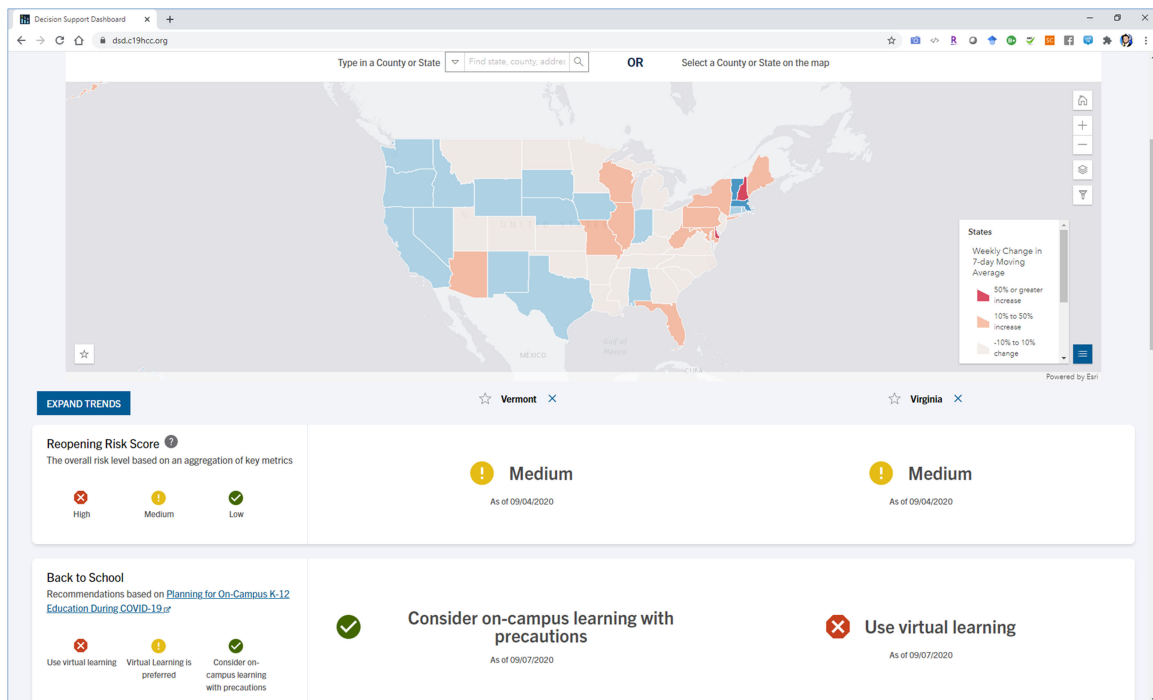 Decision Support Dashboard
dsd.c19hcc.org
Type in a County or State
Find state, county, addres
OR
Select a County or State on the map
UNITED STATES
MEXICO
Gulf of
Mexico
CUBA
States
Weekly Change in
7-day Moving
Average
50% or greater
increase
10% to 50%
increase
-10% to 10%
change
Powered by Esri
EXPAND TRENDS
Vermont
Virginia
Reopening Risk Score
The overall risk level based on an aggregation of key metrics
High
Medium
Low
Medium
As of 09/04/2020
Medium
As of 09/04/2020
Back to School
Recommendations based on Planning for On-Campus K-12
Education During COVID-19
Use virtual learning
Virtual Learning is
preferred
Consider on-
campus learning
with precautions
Consider on-campus learning with
precautions
As of 09/07/2020
Use virtual learning
As of 09/07/2020